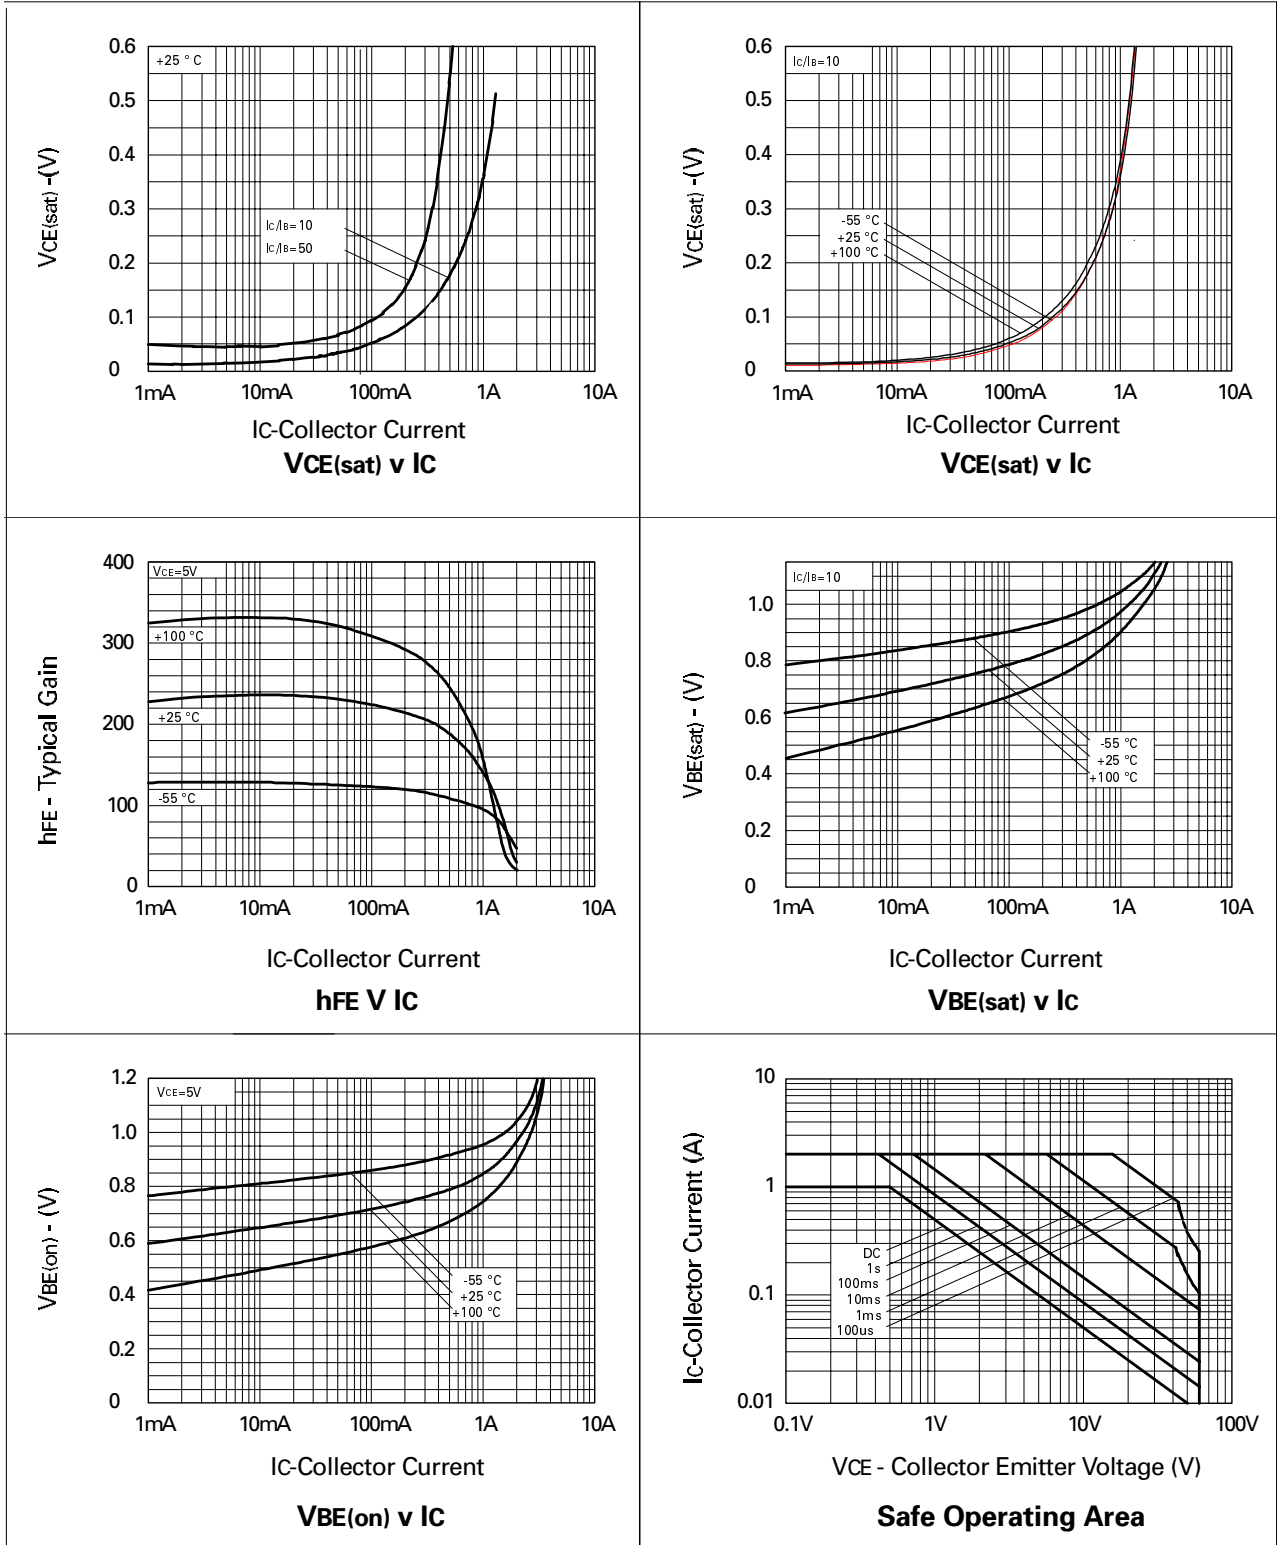 0.6
0.5
0.4
0.3
0.2
0.1
0
+25 °C
IC/IB=10
IC/IB=50
VCE(sat) -(V)
1mA 10mA 100mA 1A 10A
IC-Collector Current
VCE(sat) v IC
0.6
0.5
0.4
0.3
0.2
0.1
0
IC/IB=10
-55 °C
+25 °C
+100 °C
VCE(sat) -(V)
1mA 10mA 100mA 1A 10A
IC-Collector Current
VCE(sat) v IC
400
300
200
100
0
VCE=5V
+100 °C
+25 °C
-55 °C
hFE - Typical Gain
1mA 10mA 100mA 1A 10A
IC-Collector Current
hFE V IC
1.0
0.8
0.6
0.4
0.2
0
IC/IB=10
-55 °C
+25 °C
+100 °C
VBE(sat) - (V)
1mA 10mA 100mA 1A 10A
IC-Collector Current
VBE(sat) v IC
1.2
1.0
0.8
0.6
0.4
0.2
0
VCE=5V
-55 °C
+25 °C
+100 °C
VBE(on) - (V)
1mA 10mA 100mA 1A 10A
IC-Collector Current
VBE(on) v IC
10
1
0.1
0.01
DC
1s
100ms
10ms
1ms
100us
IC-Collector Current (A)
0.1V 1V 10V 100V
VCE - Collector Emitter Voltage (V)
Safe Operating Area